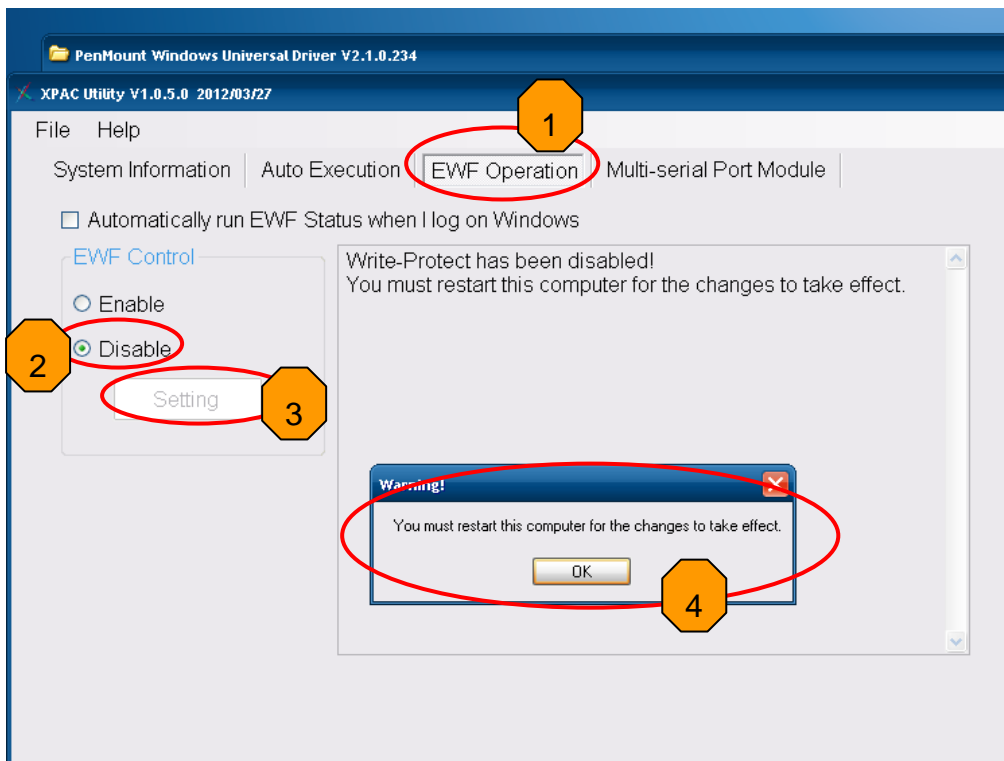 PenMount Windows Universal Driver V2.1.0.234
XPAC Utility V1.0.5.0 2012/03/27
File Help
1
System Information Auto Execution EWF Operation Multi-serial Port Module
Automatically run EWF Status when I log on Windows
EWF Control
Enable
2 Disable
Setting 3
Write-Protect has been disabled!
You must restart this computer for the changes to take effect.
Warning!
You must restart this computer for the changes to take effect.
OK
4